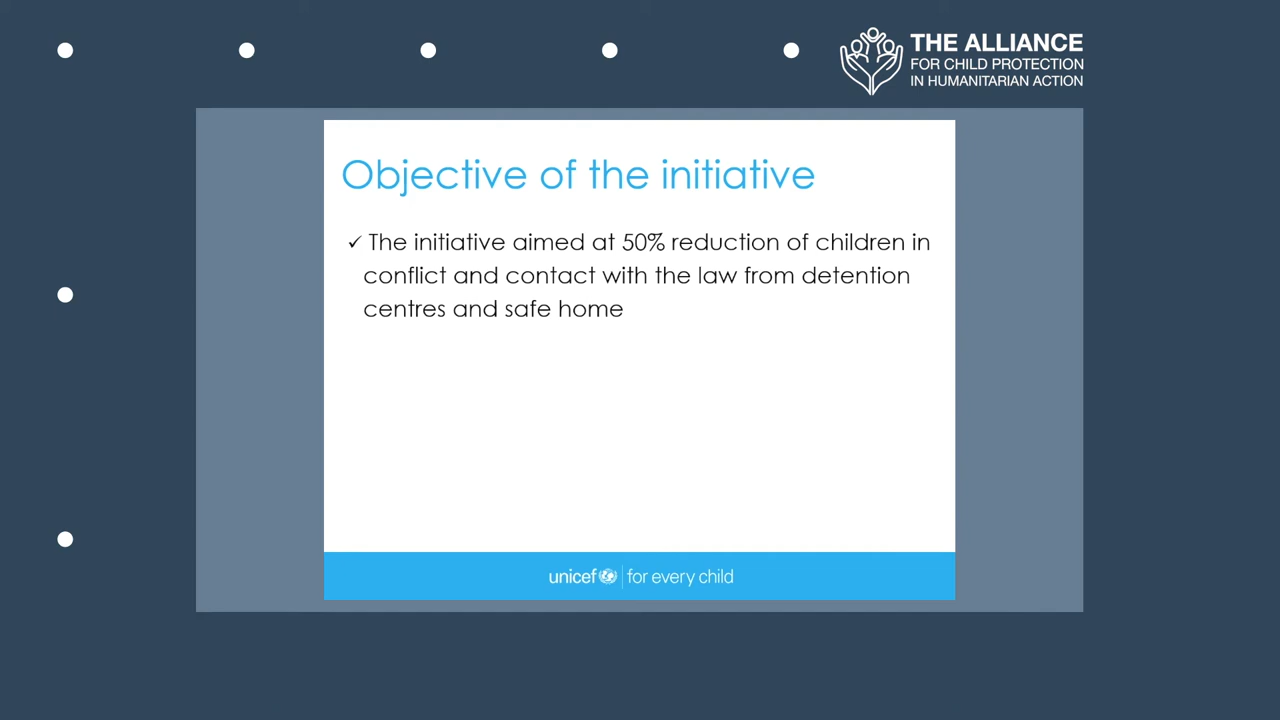 THE ALLIANCE
FOR CHILD PROTECTION
IN HUMANITARIAN ACTION
Objective of the initiative
✓ The initiative aimed at 50% reduction of children in
conflict and contact with the law from detention
centres and safe home
unicef | for every child